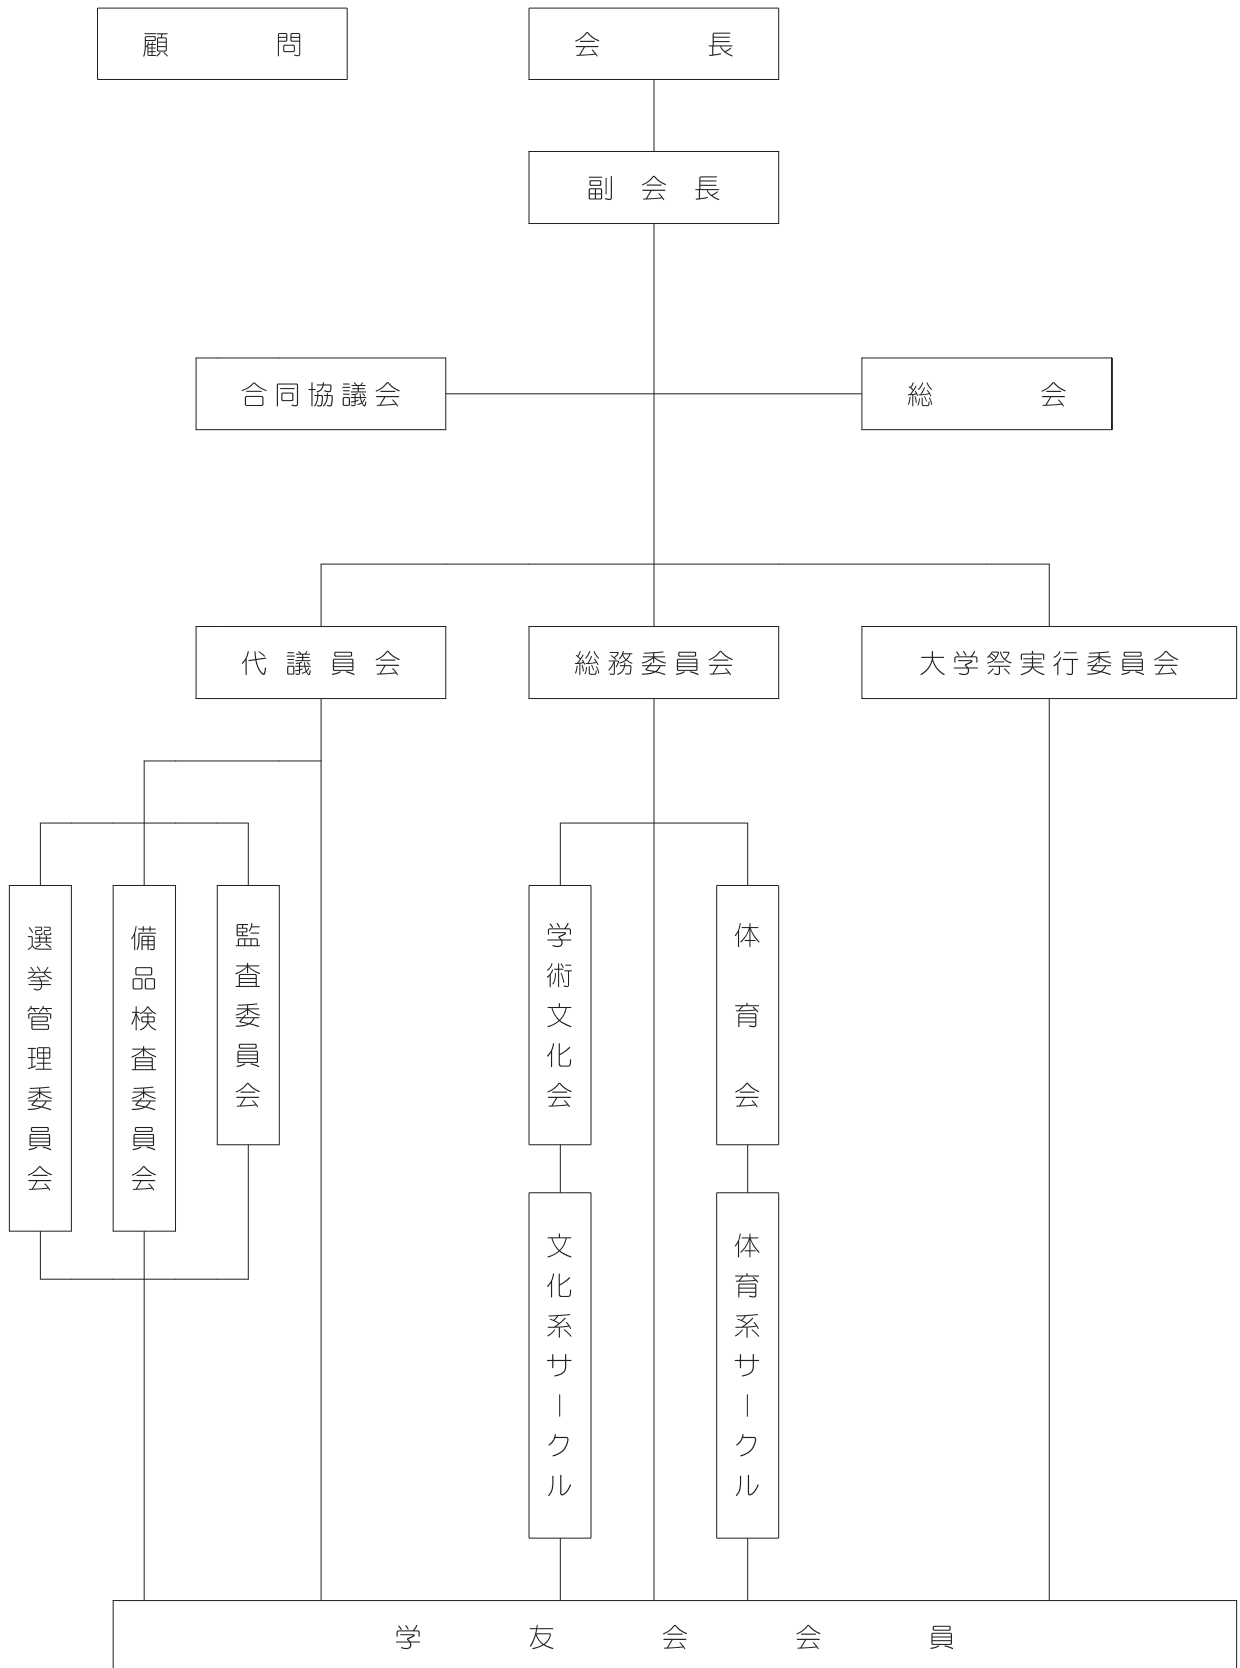 顧問
会長
副会長
合同協議会
総会
代議員会
総務委員会
大学祭実行委員会
選挙管理委員会
備品検査委員会
監査委員会
学術文化会
体育会
文化系サークル
体育系サークル
学友会会員